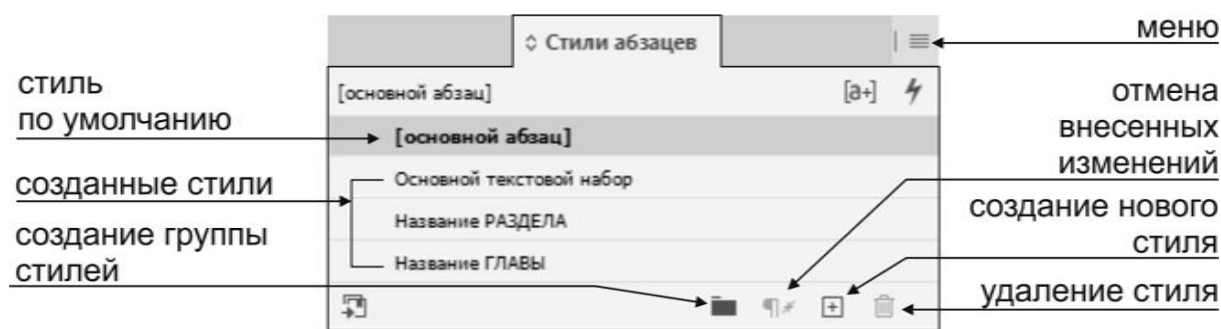 меню
Стили абзацев
стиль
по умолчанию
[основной абзац]
[a+]
отмена
внесенных
изменений
[основной абзац]
созданные стили
Основной текстовой набор
Название РАЗДЕЛА
создание нового
стиля
создание группы
стилей
Название ГЛАВЫ
удаление стиля